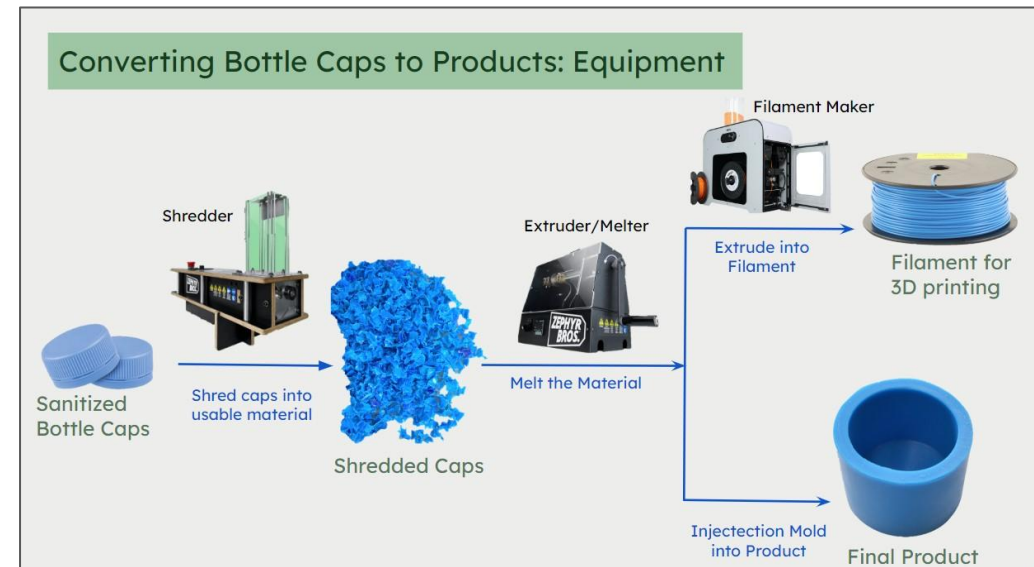 Converting Bottle Caps to Products: Equipment
Filament Maker
Shredder
Extruder/Melter
Extrude into
Filament
Filament for
3D printing
ZEPHYR
BROS.
ZEPHYR
BROS.
Sanitized
Bottle Caps
Shred caps into
usable material
Melt the Material
Shredded Caps
Injectection Mold
into Product
Final Product